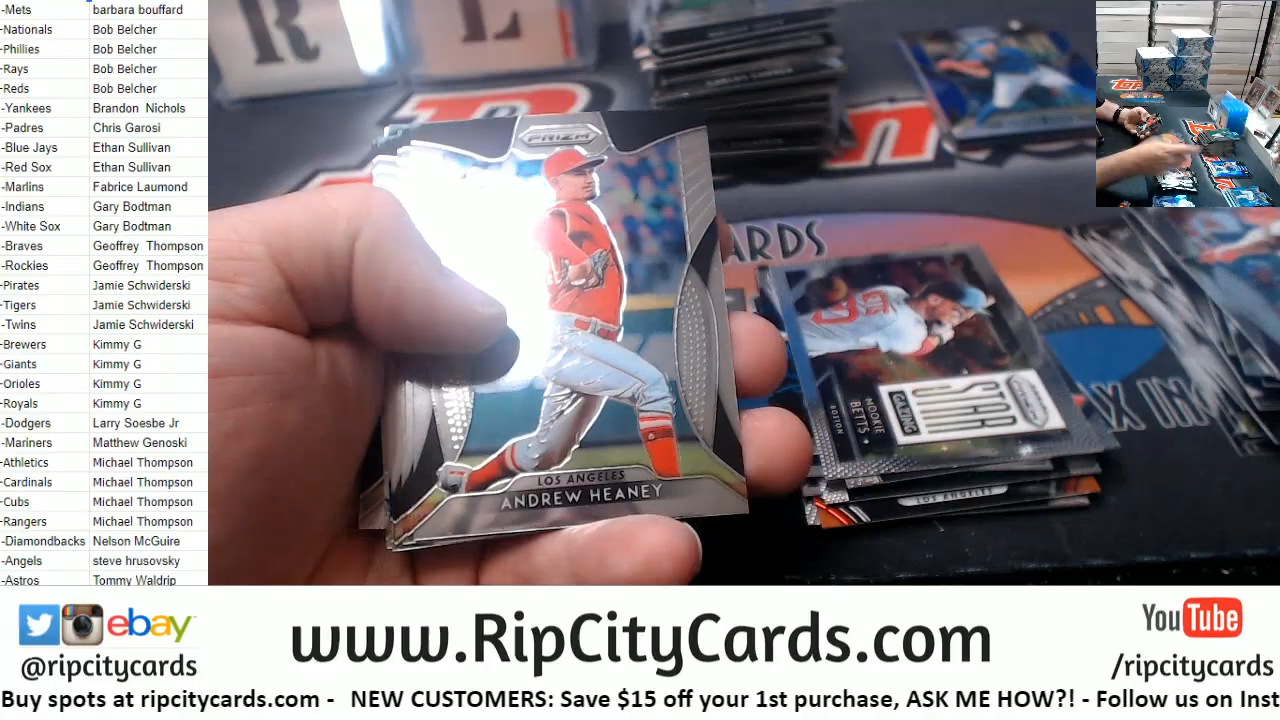 -Mets barbara bouffard
-Nationals Bob Belcher
-Phillies Bob Belcher
-Rays Bob Belcher
-Reds Bob Belcher
-Yankees Brandon Nichols
-Padres Chris Garosi
-Blue Jays Ethan Sullivan
-Red Sox Ethan Sullivan
-Marlins Fabrice Laumond
-Indians Gary Bodtman
-White Sox Gary Bodtman
-Braves Geoffrey Thompson
-Rockies Geoffrey Thompson
-Pirates Jamie Schwiderski
-Tigers Jamie Schwiderski
-Twins Jamie Schwiderski
-Brewers Kimmy G
-Giants Kimmy G
-Orioles Kimmy G
-Royals Kimmy G
-Dodgers Larry Soesbe Jr
-Mariners Matthew Genoski
-Athletics Michael Thompson
-Cardinals Michael Thompson
-Cubs Michael Thompson
-Rangers Michael Thompson
-Diamondbacks Nelson McGuire
-Angels steve hrusovsky
-Astros Tommy Waldrip
R L
PRIZM
LOS ANGELES
ANDREW HEANEY
ARDS
STAR
GAZING
MOOKIE
BETTS
BOSTON
LOS ANGELES
AX IN
ebay
@ripcitycards
www.RipCityCards.com
YouTube
/ripcitycards
Buy spots at ripcitycards.com - NEW CUSTOMERS: Save $15 off your 1st purchase, ASK ME HOW?! - Follow us on Inst